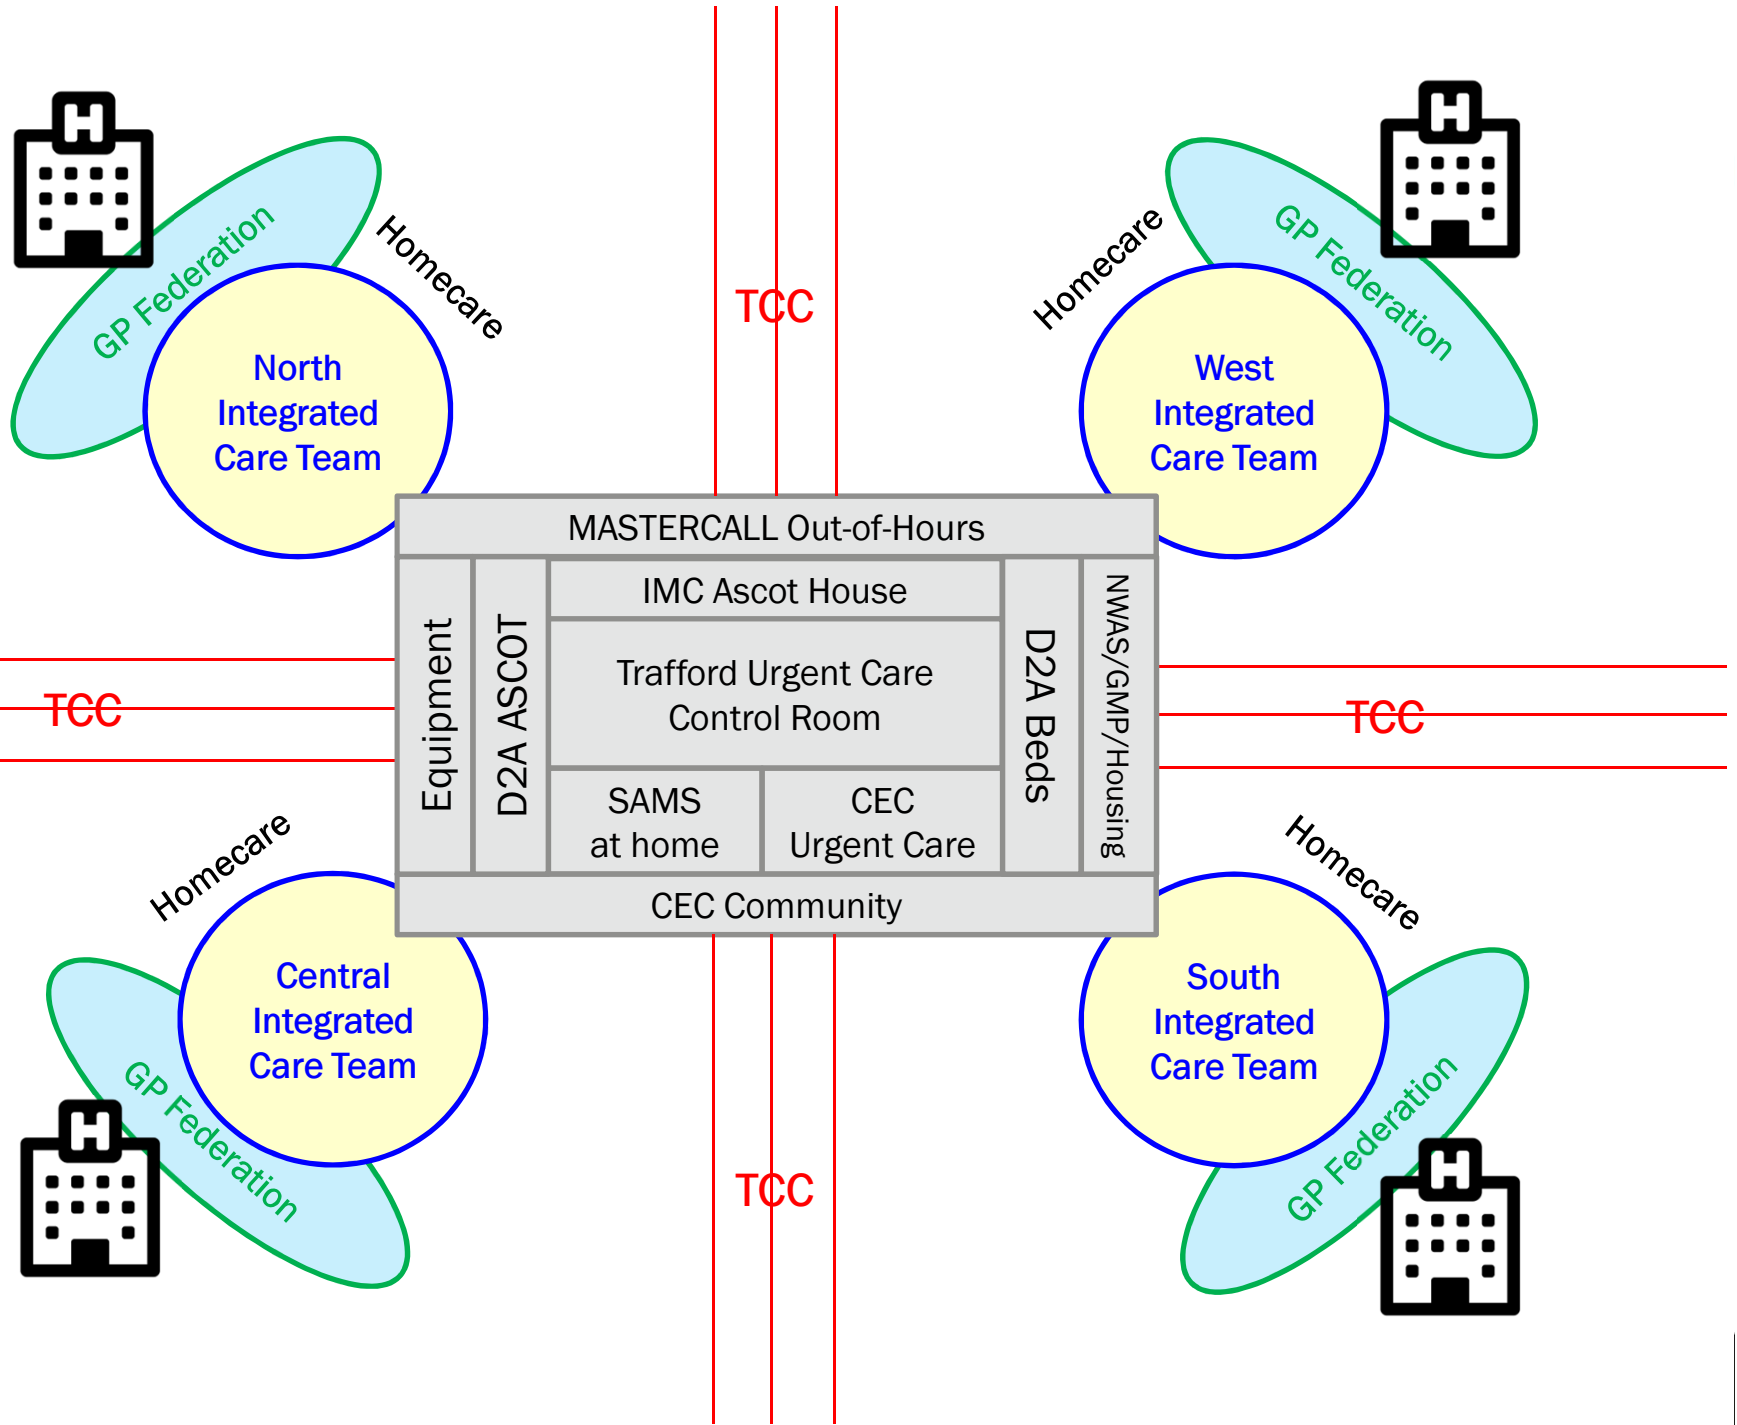 H
H
GP Federation
Homecare
Homecare
GP Federation
TCC
North
Integrated
Care Team
West
Integrated
Care Team
MASTERCALL Out-of-Hours
Equipment
D2A ASCOT
IMC Ascot House
Trafford Urgent Care
Control Room
SAMS
at home
CEC
Urgent Care
D2A Beds
NWAS/GMP/Housing
CEC Community
TCC
TCC
Homecare
Homecare
Central
Integrated
Care Team
South
Integrated
Care Team
GP Federation
GP Federation
H
H
TCC